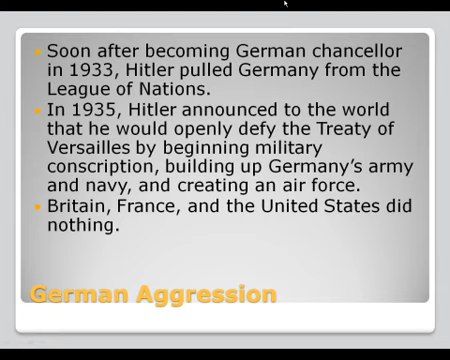 Soon after becoming German chancellor
in 1933, Hitler pulled Germany from the
League of Nations.
In 1935, Hitler announced to the world
that he would openly defy the Treaty of
Versailles by beginning military
conscription, building up Germany's army
and navy, and creating an air force.
Britain, France, and the United States did
nothing.
German Aggression